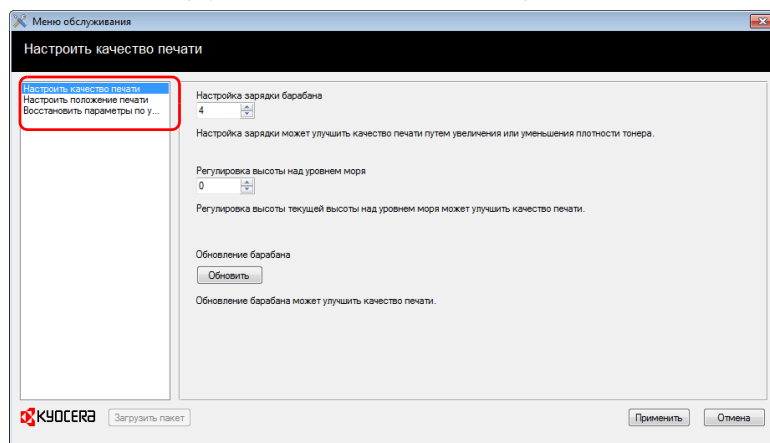 Меню обслуживания
Настроить качество печати
Настроить качество печати
Настроить положение печати
Восстановить параметры по у...
Настройка зарядки барабана
4
Настройка зарядки может улучшить качество печати путем увеличения или уменьшения плотности тонера.
Регулировка высоты над уровнем моря
0
Регулировка высоты текущей высоты над уровнем моря может улучшить качество печати.
Обновление барабана
Обновить
Обновление барабана может улучшить качество печати.
KYOCERA
Загрузить пакет
Применить
Отмена